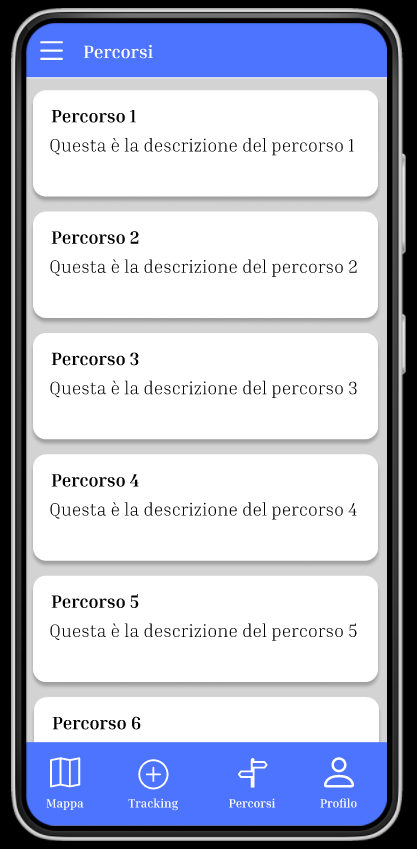 Percorsi
Percorso 1
Questa è la descrizione del percorso 1
Percorso 2
Questa è la descrizione del percorso 2
Percorso 3
Questa è la descrizione del percorso 3
Percorso 4
Questa è la descrizione del percorso 4
Percorso 5
Questa è la descrizione del percorso 5
Percorso 6
Mappa Tracking Percorsi Profilo